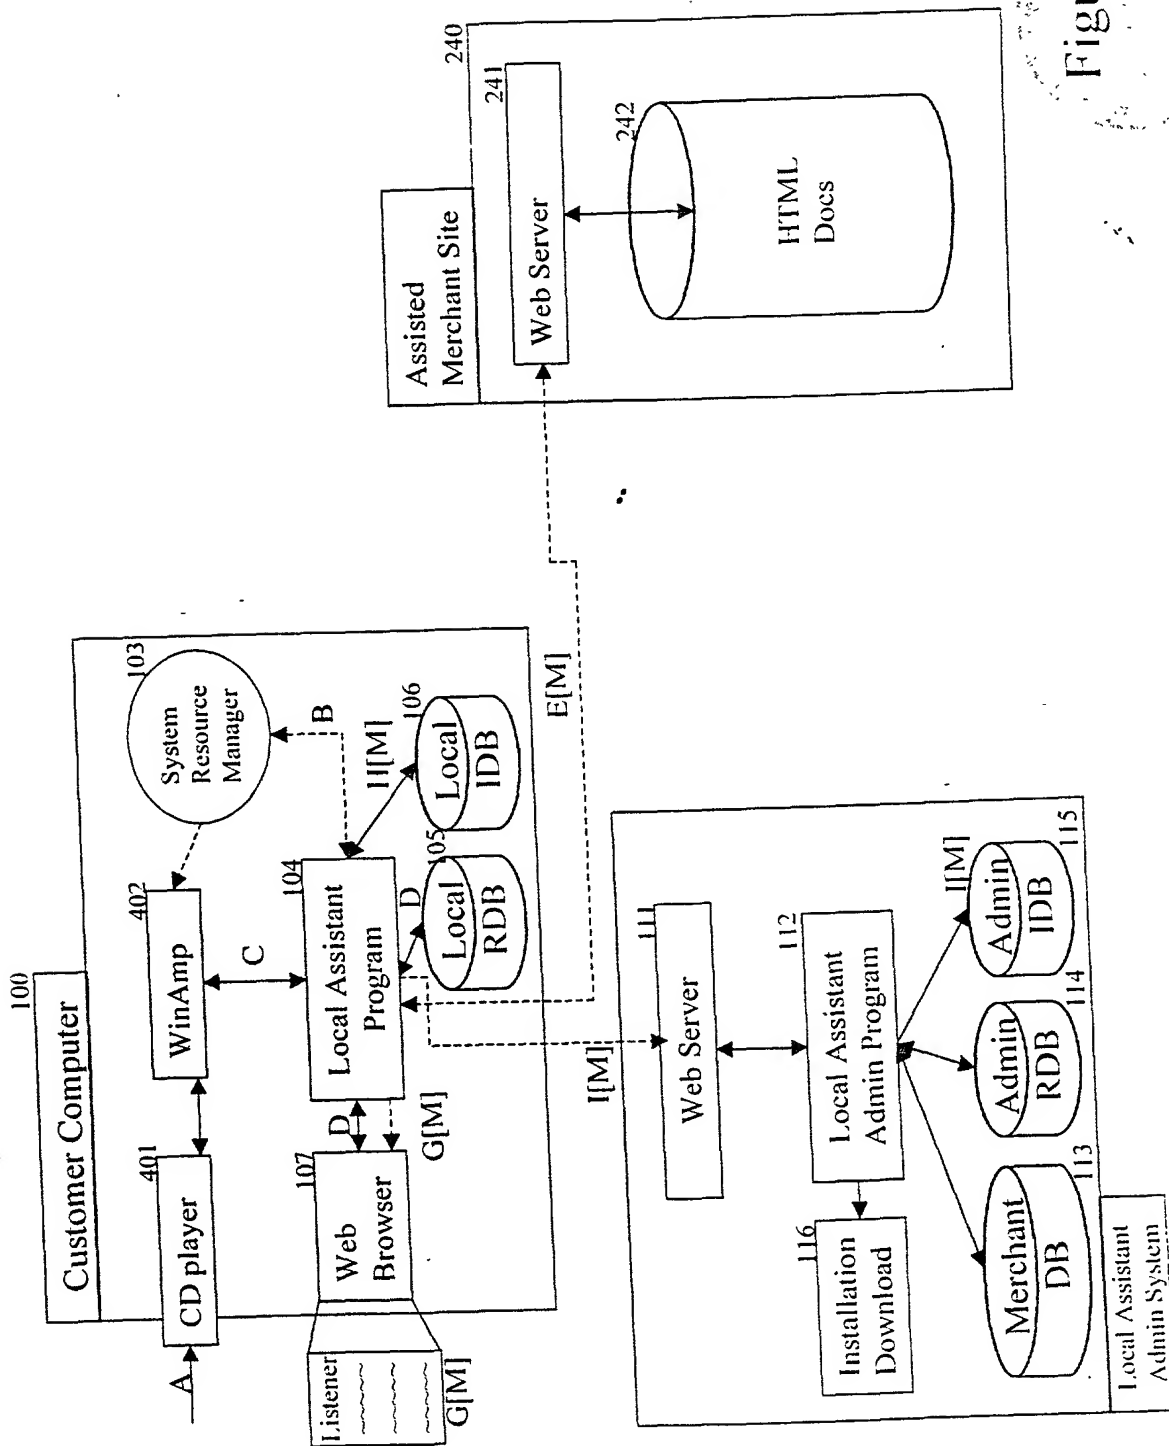 100
Customer Computer
A
401
CD player
402
WinAmp
103
System
Resource
Manager
C
B
Listener
G[M]
107
Web
Browser
D
G[M]
104
Local Assistant
Program
H[M]
D
105
Local
RDB
106
Local
IDB
E[M]
I[M]
111
Web Server
112
Local Assistant
Admin Program
116
Installation
Download
I[M]
113
Merchant
DB
114
Admin
RDB
115
Admin
IDB
Local Assistant
Admin System
Assisted
Merchant Site
240
241
Web Server
242
HTML
Docs